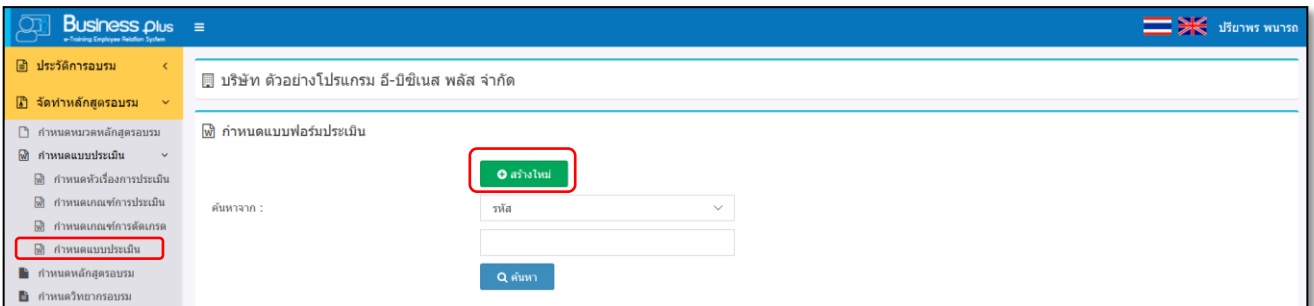 Business plus
e-Training Employee Relation System
ปรียาพร พนารถ
ประวัติการอบรม
จัดทำหลักสูตรอบรม
กำหนดหมวดหลักสูตรอบรม
กำหนดแบบประเมิน
กำหนดหัวเรื่องการประเมิน
กำหนดเกณฑ์การประเมิน
กำหนดเกณฑ์การตัดเกรด
กำหนดแบบประเมิน
กำหนดหลักสูตรอบรม
กำหนดวิทยากรอบรม
บริษัท ตัวอย่างโปรแกรม อี-บิซิเนส พลัส จำกัด
กำหนดแบบฟอร์มประเมิน
สร้างใหม่
ค้นหาจาก :
รหัส
ค้นหา